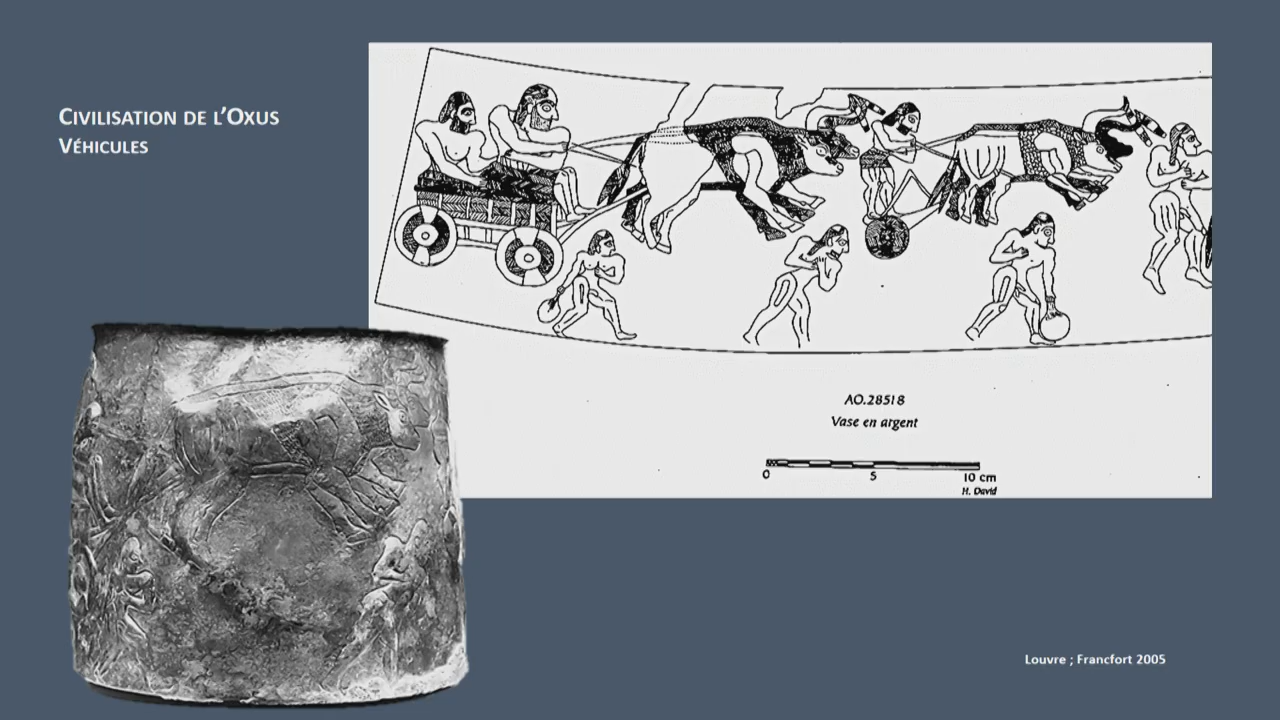 CIVILISATION DE L'OXUS
VÉHICULES
AO.28518
Vase en argent
0 5 10 cm
H. David
Louvre ; Francfort 2005